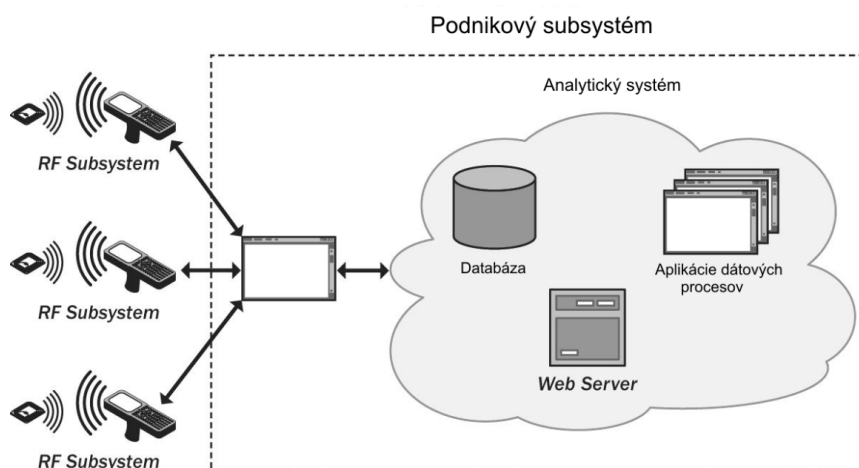 Podnikový subsystém
Analytický systém
RF Subsystem
Databáza
Aplikácie dátových
procesov
RF Subsystem
Web Server
RF Subsystem